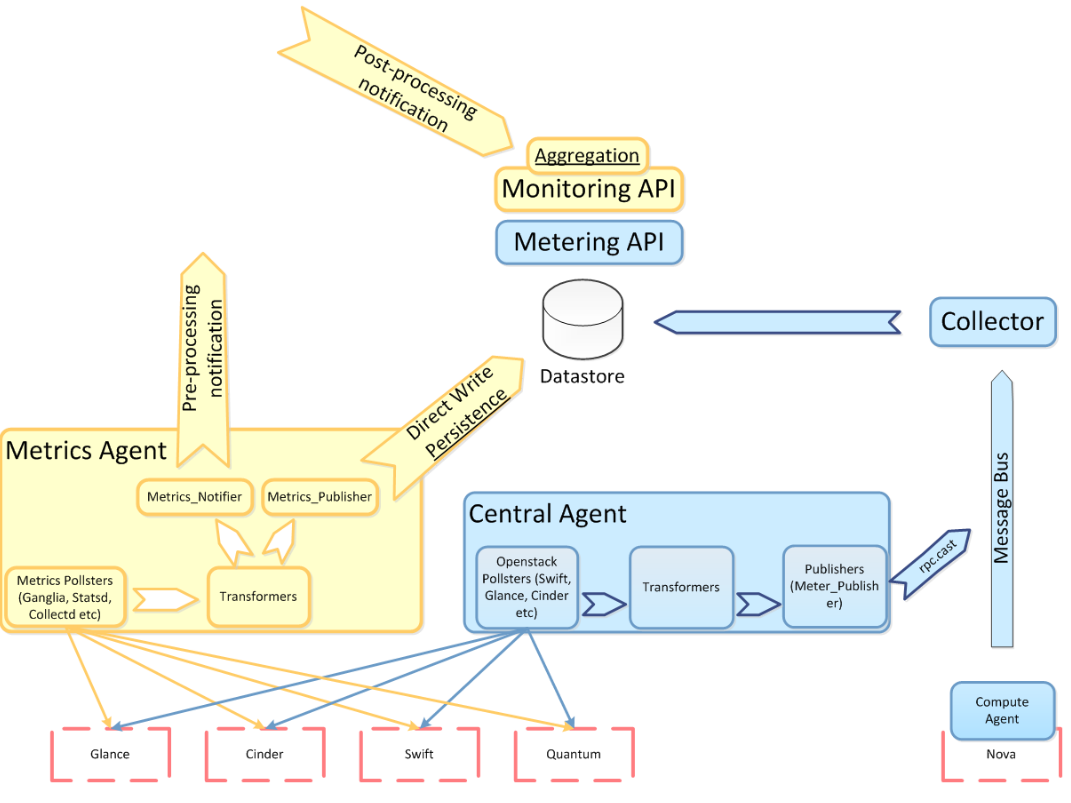 Post-processing
notification
Aggregation
Monitoring API
Metering API
Datastore
Collector
Pre-processing
notification
Direct Write
Persistence
Metrics Agent
Metrics_Notifier
Metrics_Publisher
Metrics Pollsters
(Ganglia, Statsd,
Collectd etc)
Transformers
Central Agent
Openstack
Pollsters (Swift,
Glance, Cinder
etc)
Transformers
Publishers
(Meter_Publish
er)
rpc.cast
Message Bus
Compute
Agent
Glance
Cinder
Swift
Quantum
Nova